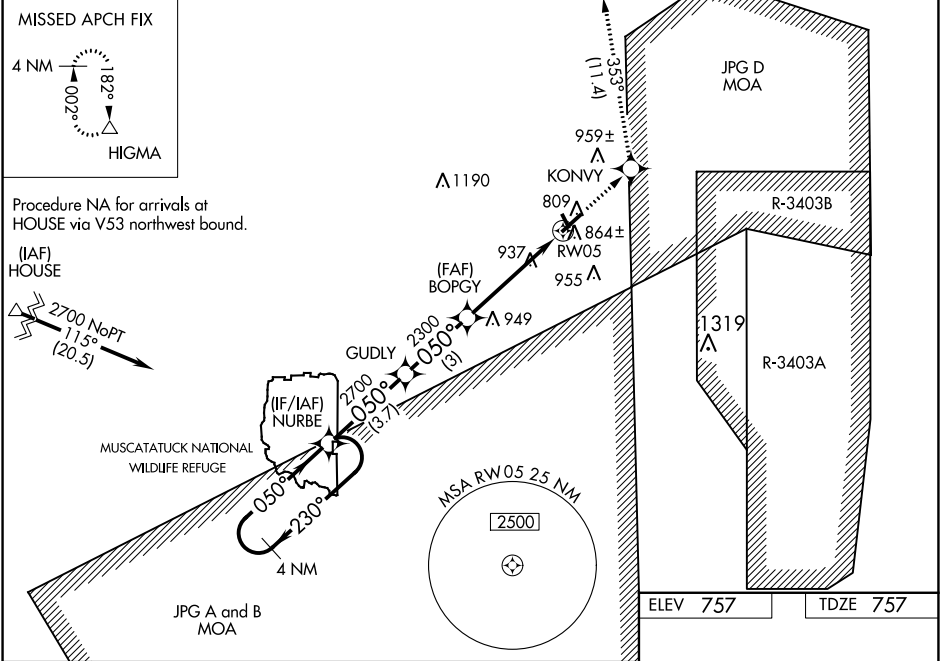 MISSED APCH FIX
4 NM
182°
002°
HIGMA
Procedure NA for arrivals at
HOUSE via V53 northwest bound.
(IAF)
HOUSE
2700 NoPT
115°
(20.5)
353°
(11.4)
JPG D
MOA
959±
KONVY
1190
809
R-3403B
864±
RW05
937
955
(FAF)
BOPGY
949
2300
050°
(3)
GUDLY
1319
R-3403A
2700
050°
(3.7)
(IF/IAF)
NURBE
MUSCATATUCK NATIONAL
WILDLIFE REFUGE
050°
230°
4 NM
MSA RW05 25 NM
2500
JPG A and B
MOA
ELEV 757
TDZE 757